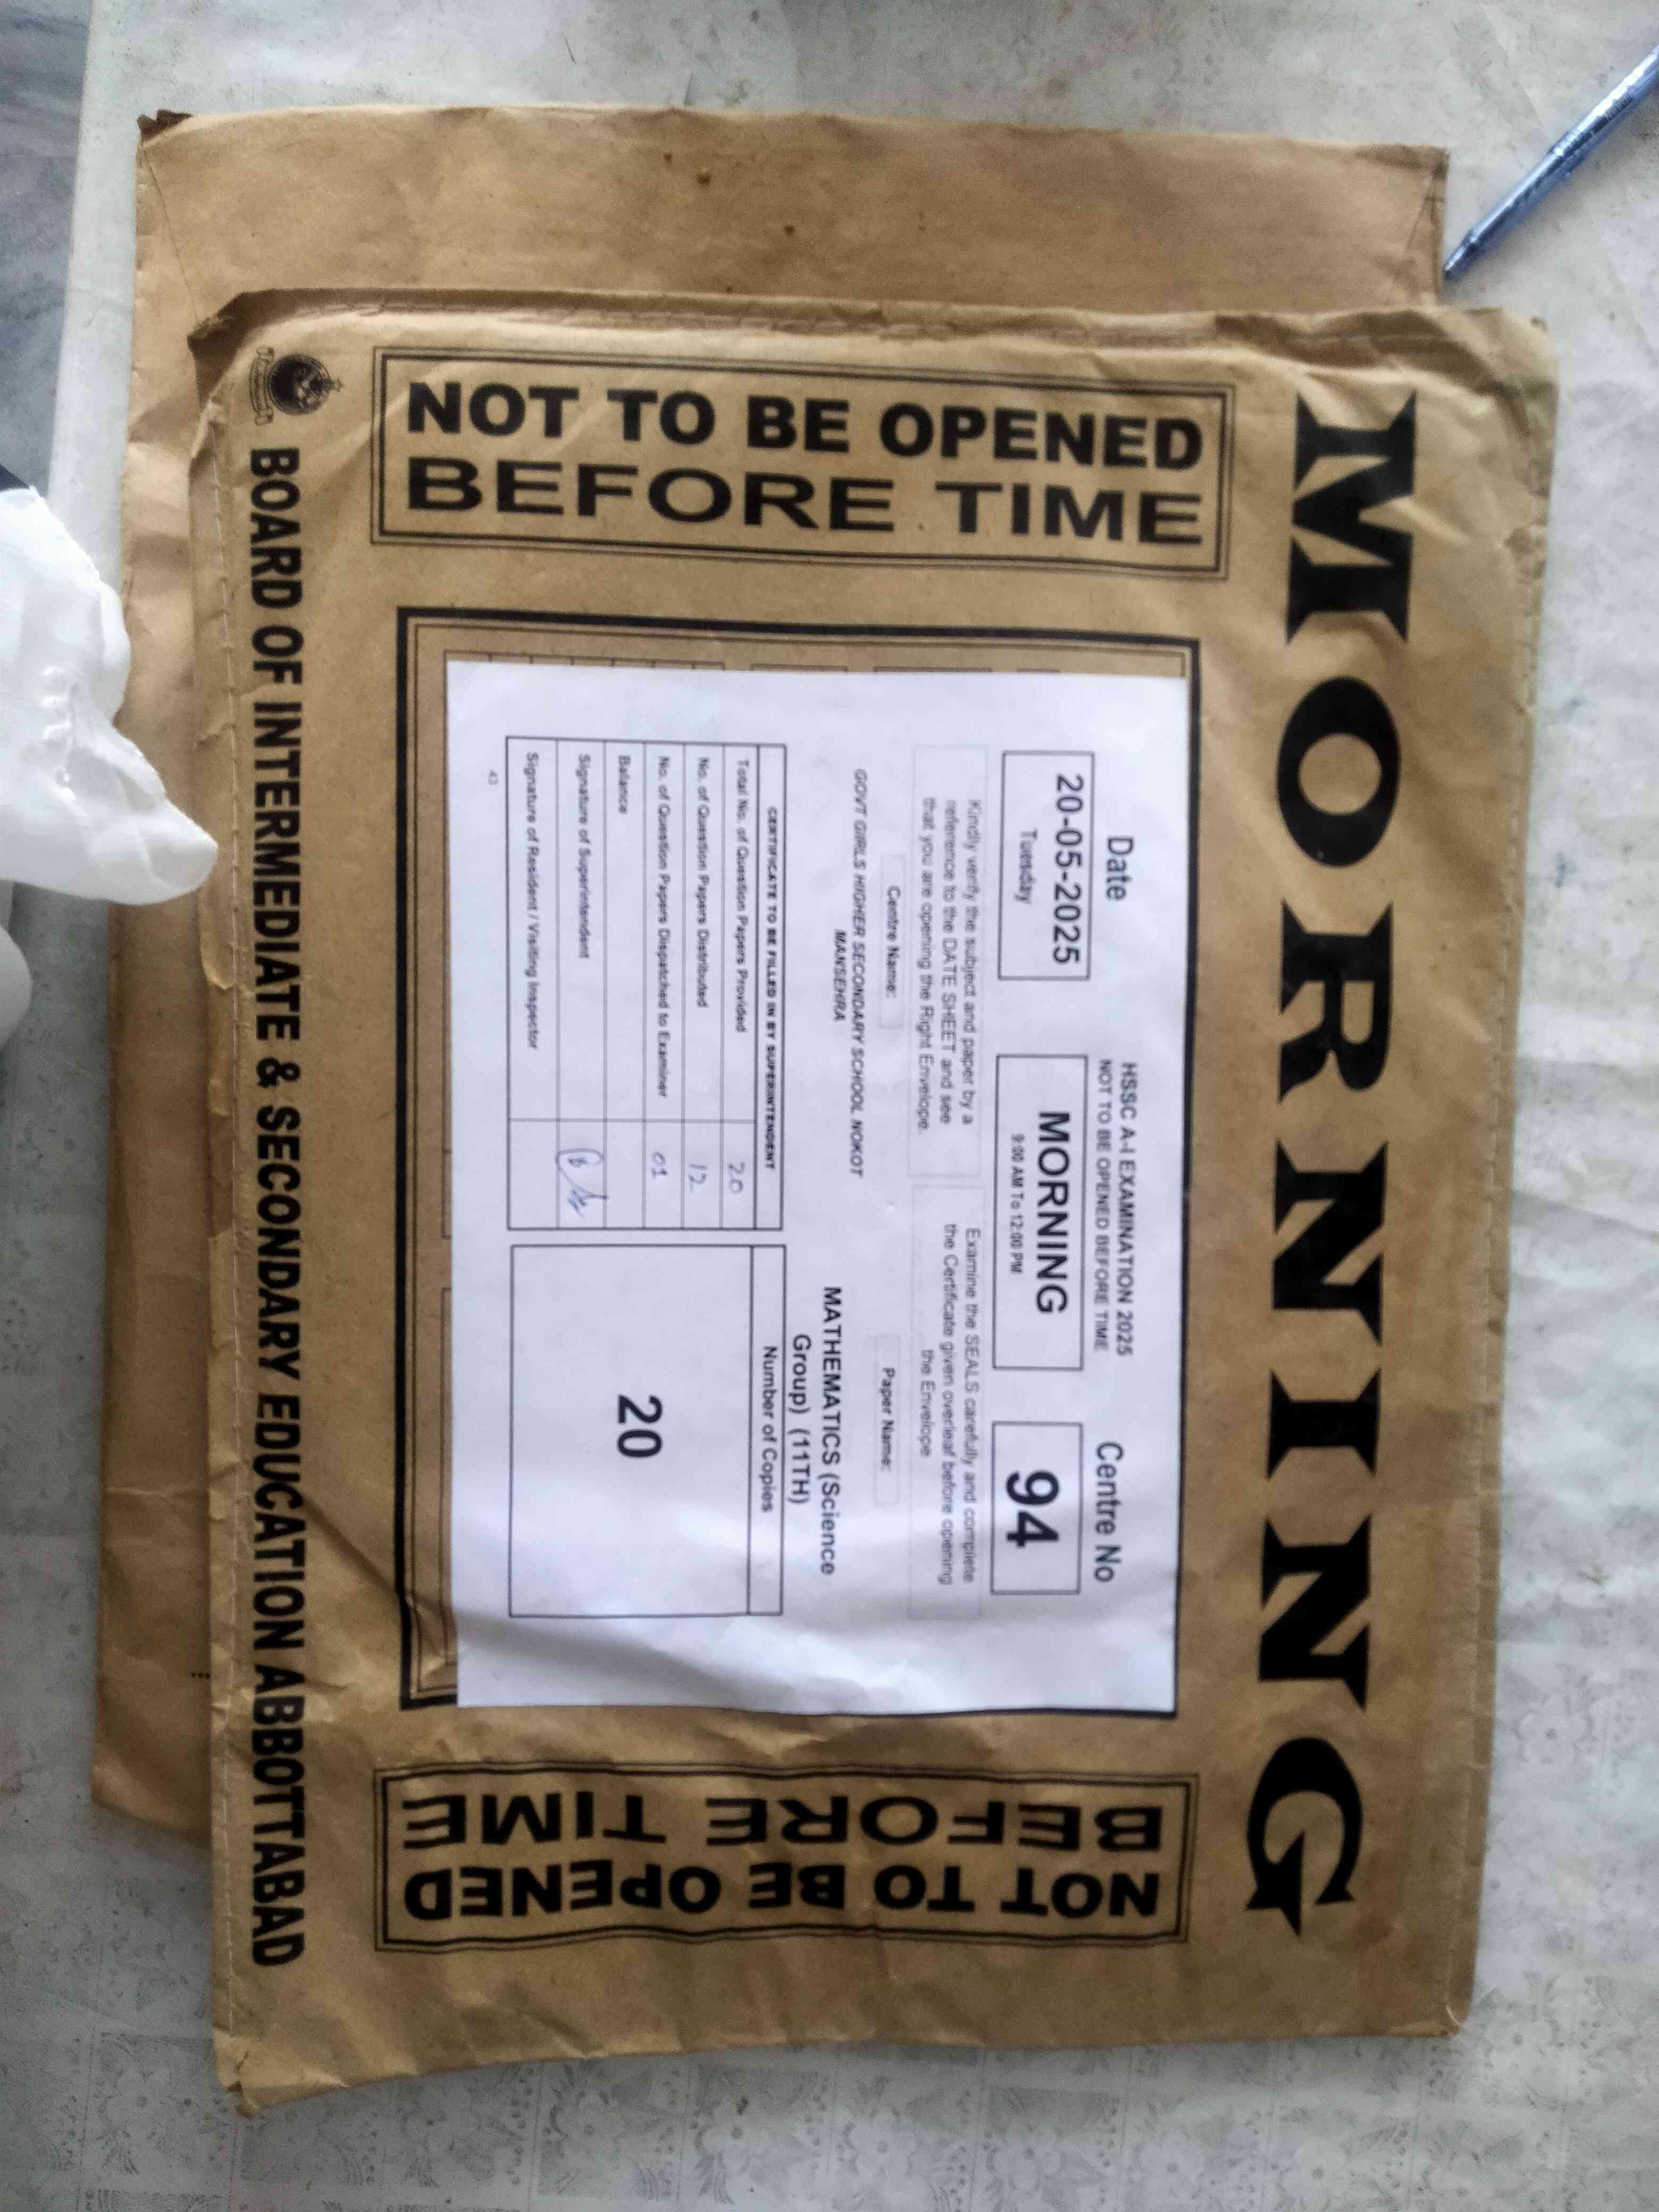 MORNING
NOT TO BE OPENED
BEFORE TIME
Date
20-05-2025
Tuesday
HSSC A-I EXAMINATION 2025
NOT TO BE OPENED BEFORE TIME
MORNING
9:00 AM To 12:00 PM
Centre No
94
Kindly verify the subject and paper by a
reference to the DATE SHEET and see
that you are opening the Right Envelope.
Examine the SEALS carefully and complete
the Certificate given overleaf before opening
the Envelope
Centre Name:
GOVT GIRLS HIGHER SECONDARY SCHOOL NOKOT
MANSEHRA
Paper Name:
MATHEMATICS (Science
Group) (11TH)
CERTIFICATE TO BE FILLED IN BY SUPERINTENDENT
Total No. of Question Papers Provided 20
No. of Question Papers Distributed 12
No. of Question Papers Dispatched to Examiner 01
Balance
Signature of Superintendent
Signature of Resident / Visiting Inspector
43
Number of Copies
20
NOT TO BE OPENED
BEFORE TIME
BOARD OF INTERMEDIATE & SECONDARY EDUCATION ABBOTTABAD